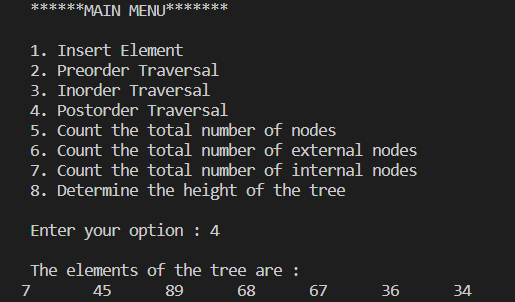 ******MAIN MENU*******
1. Insert Element
2. Preorder Traversal
3. Inorder Traversal
4. Postorder Traversal
5. Count the total number of nodes
6. Count the total number of external nodes
7. Count the total number of internal nodes
8. Determine the height of the tree
Enter your option : 4
The elements of the tree are :
7 45 89 68 67 36 34